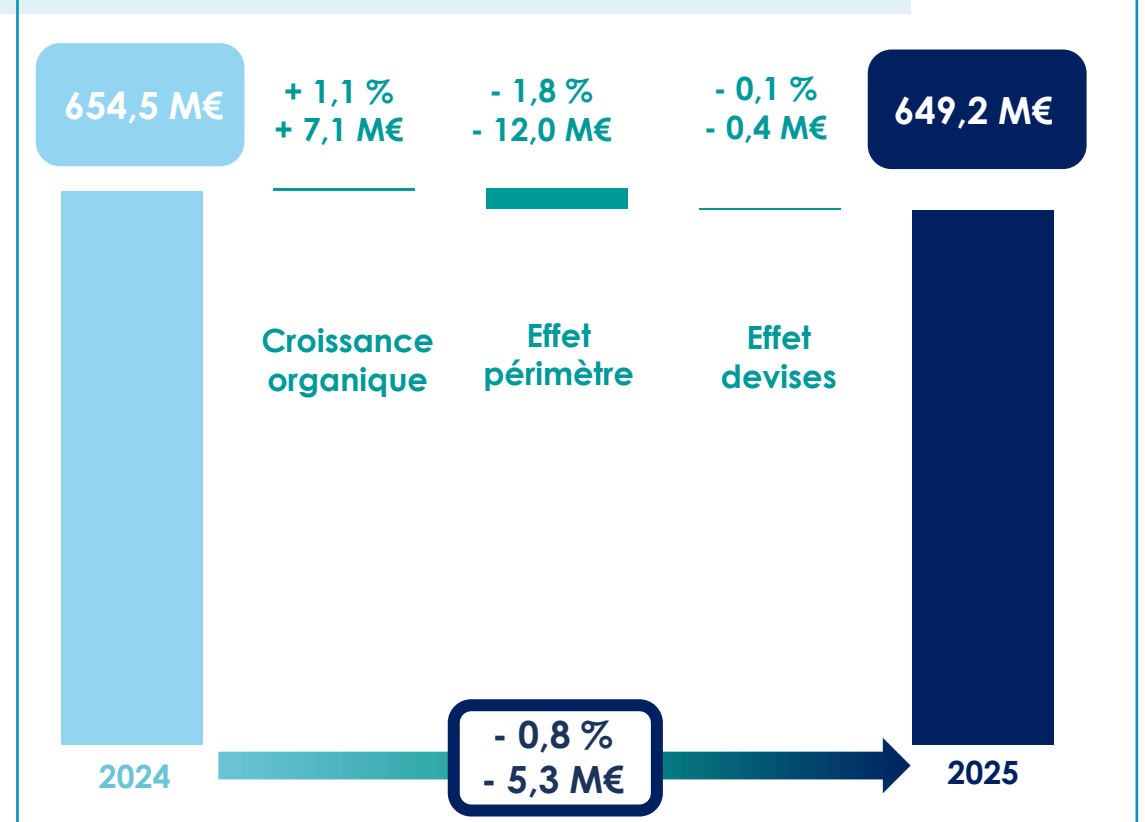 654,5 M€
+ 1,1 %
+ 7,1 M€
- 1,8 %
- 12,0 M€
- 0,1 %
- 0,4 M€
649,2 M€
Croissance
organique
Effet
périmètre
Effet
devises
- 0,8 %
- 5,3 M€
2024
2025